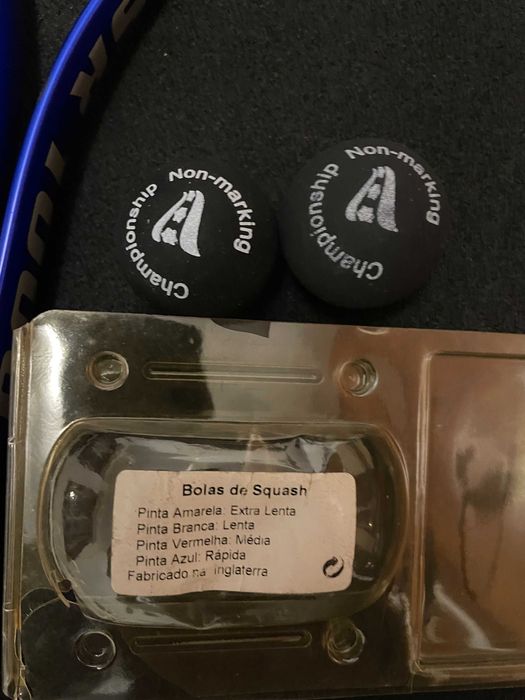 Non-marking
Championship
Non-marking
Championship
Bolas de Squash
Pinta Amarela: Extra Lenta
Pinta Branca: Lenta
Pinta Vermelha: Média
Pinta Azul: Rápida
Fabricado na Inglaterra